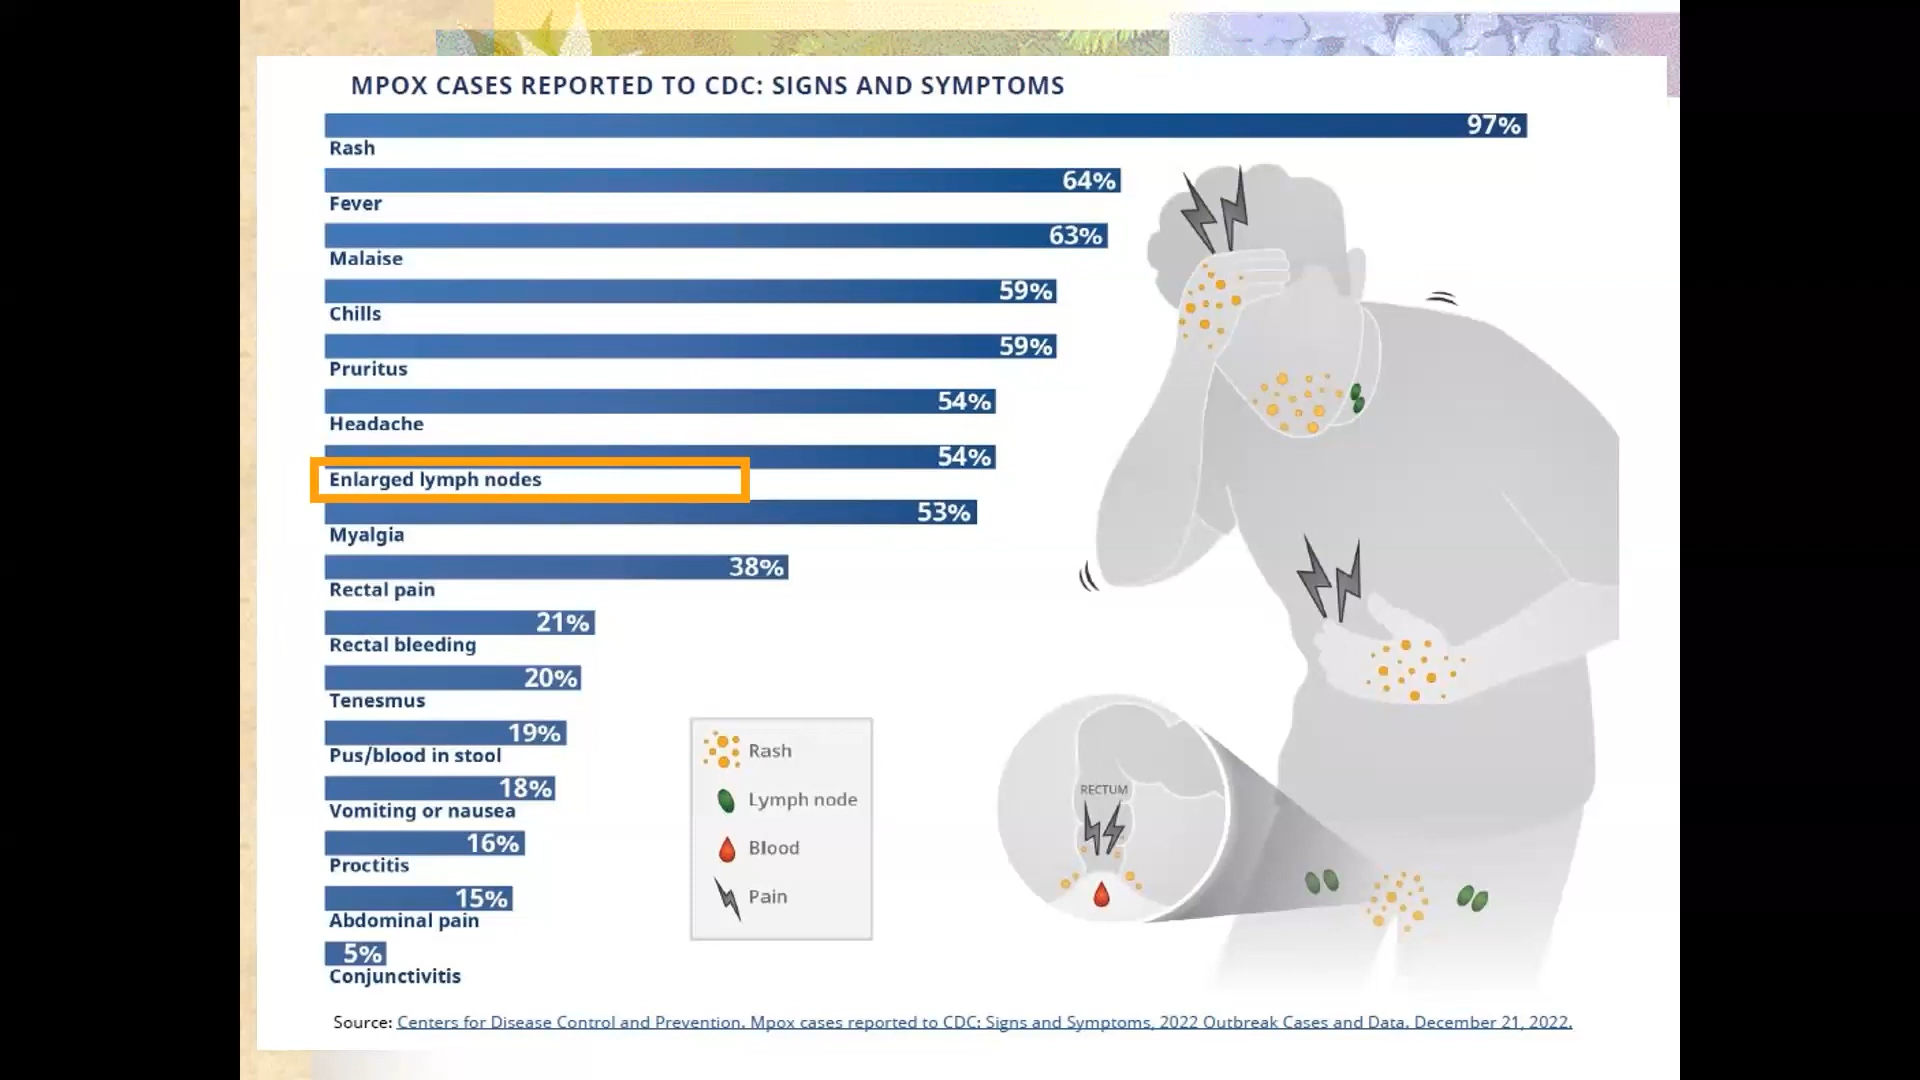 MPOX CASES REPORTED TO CDC: SIGNS AND SYMPTOMS
97%
Rash
64%
Fever
63%
Malaise
59%
Chills
59%
Pruritus
54%
Headache
54%
Enlarged lymph nodes
53%
Myalgia
38%
Rectal pain
21%
Rectal bleeding
20%
Tenesmus
19%
Pus/blood in stool
18%
Vomiting or nausea
16%
Proctitis
15%
Abdominal pain
5%
Conjunctivitis
Rash
Lymph node
Blood
Pain
RECTUM
Source: Centers for Disease Control and Prevention. Mpox cases reported to CDC: Signs and Symptoms, 2022 Outbreak Cases and Data. December 21, 2022.